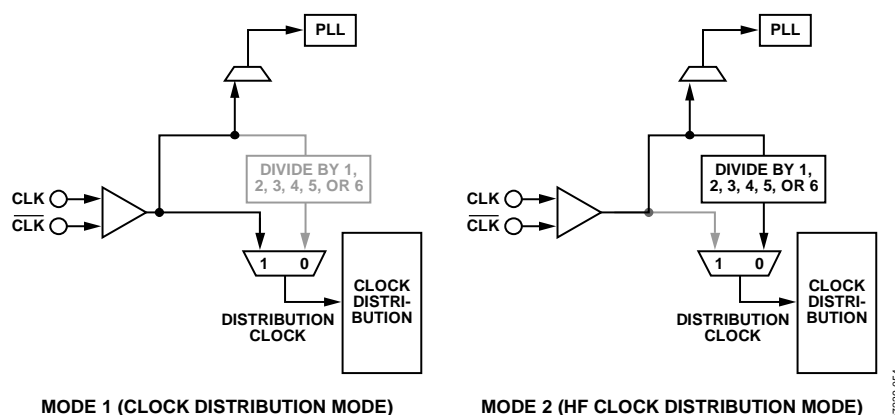 PLL
DIVIDE BY 1,
2, 3, 4, 5, OR 6
CLK
CLK
1 0
CLOCK
DISTRI-
BUTION
DISTRIBUTION
CLOCK
MODE 1 (CLOCK DISTRIBUTION MODE)
PLL
DIVIDE BY 1,
2, 3, 4, 5, OR 6
CLK
CLK
1 0
CLOCK
DISTRI-
BUTION
DISTRIBUTION
CLOCK
MODE 2 (HF CLOCK DISTRIBUTION MODE)